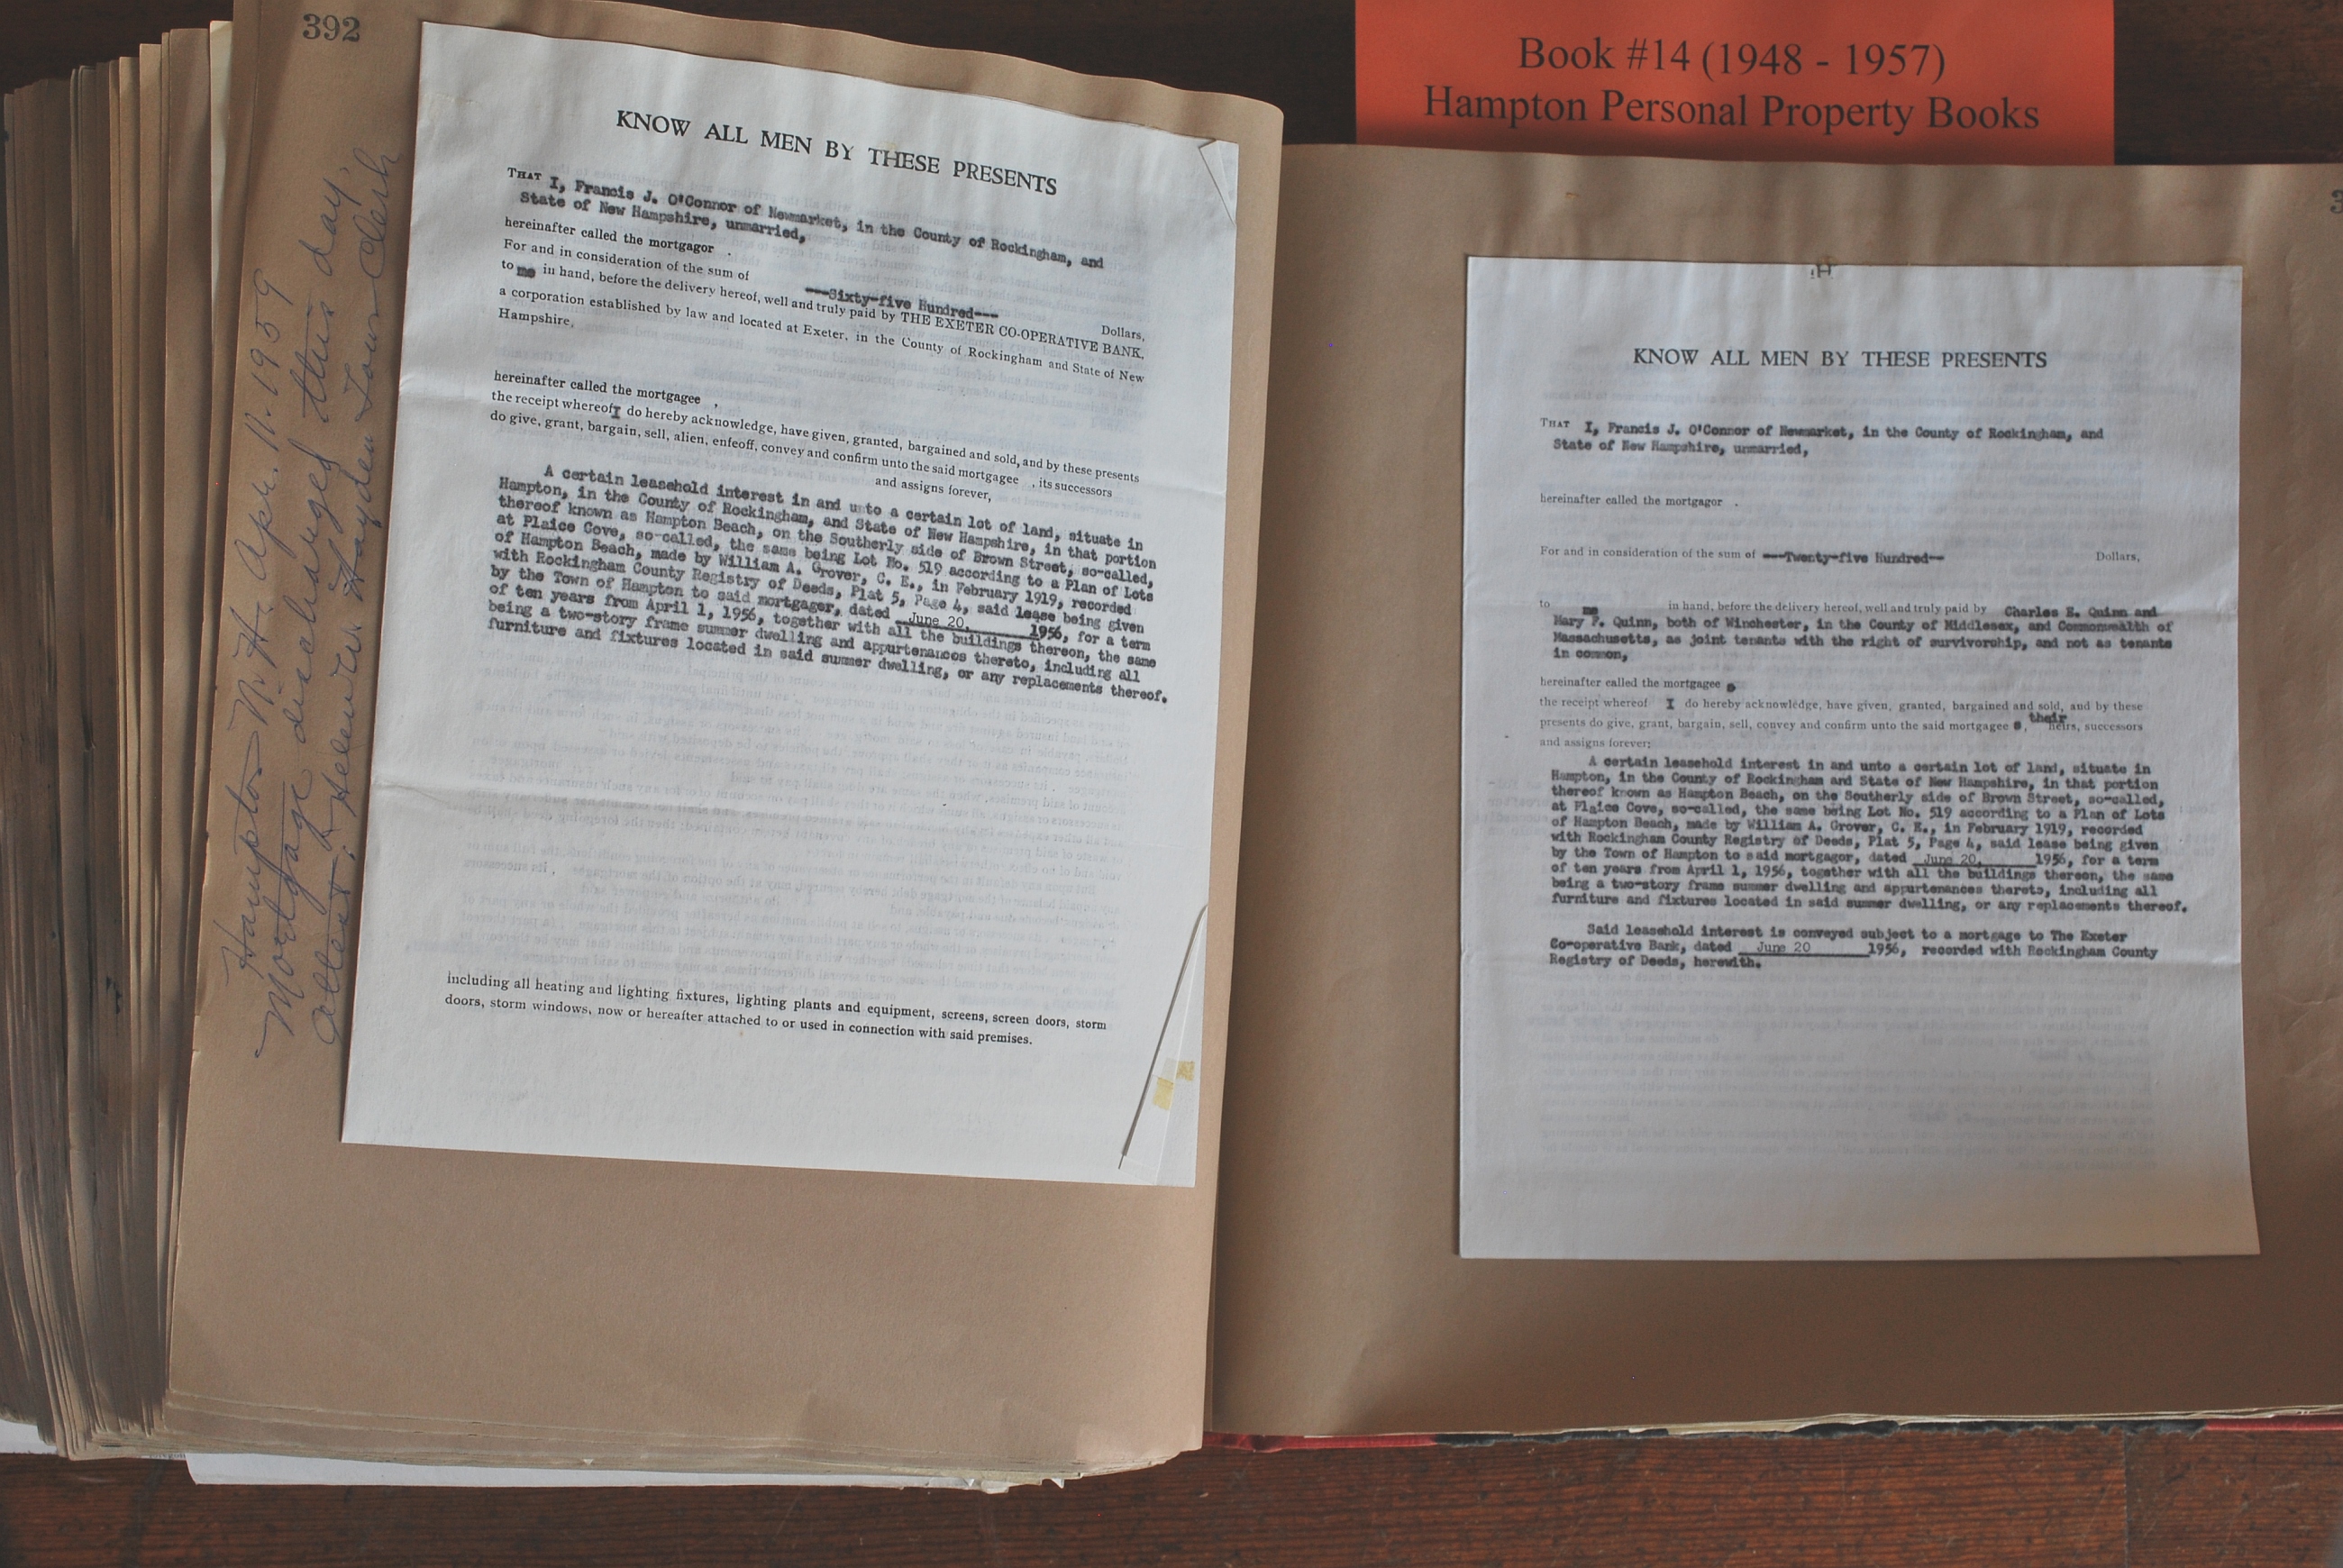 392
Hampton N. H. Apr. 11-1959
Mortgage discharged this day,
Attest: Helen W. Hayden Town Clerk
KNOW ALL MEN BY THESE PRESENTS
THAT I, Francis J. O'Connor of Newmarket, in the County of Rockingham, and
State of New Hampshire, unmarried,
hereinafter called the mortgagor .
For and in consideration of the sum of
---Sixty-five Hundred--- Dollars,
to me in hand, before the delivery hereof, well and truly paid by THE EXETER CO-OPERATIVE BANK,
a corporation established by law and located at Exeter, in the County of Rockingham and State of New
Hampshire,
hereinafter called the mortgagee ,
the receipt whereof I do hereby acknowledge, have given, granted, bargained and sold, and by these presents
do give, grant, bargain, sell, alien, enfeoff, convey and confirm unto the said mortgagee , its successors
and assigns forever,
A certain leasehold interest in and unto a certain lot of land, situate in
Hampton, in the County of Rockingham, and State of New Hampshire, in that portion
thereof known as Hampton Beach, on the Southerly side of Brown Street, so-called,
at Plaice Cove, so-called, the same being Lot No. 519 according to a Plan of Lots
of Hampton Beach, made by William A. Grover, C. E., in February 1919, recorded
with Rockingham County Registry of Deeds, Plat 5, Page 4, said lease being given
by the Town of Hampton to said mortgagor, dated June 20, 1956, for a term
of ten years from April 1, 1956, together with all the buildings thereon, the same
being a two-story frame summer dwelling and appurtenances thereto, including all
furniture and fixtures located in said summer dwelling, or any replacements thereof.
including all heating and lighting fixtures, lighting plants and equipment, screens, screen doors, storm
doors, storm windows, now or hereafter attached to or used in connection with said premises.
Book #14 (1948 - 1957)
Hampton Personal Property Books
KNOW ALL MEN BY THESE PRESENTS
THAT I, Francis J. O'Connor of Newmarket, in the County of Rockingham, and
State of New Hampshire, unmarried,
hereinafter called the mortgagor .
For and in consideration of the sum of ---Twenty-five Hundred--- Dollars,
to me in hand, before the delivery hereof, well and truly paid by Charles E. Quinn and
Mary F. Quinn, both of Winchester, in the County of Middlesex, and Commonwealth of
Massachusetts, as joint tenants with the right of survivorship, and not as tenants
in common,
hereinafter called the mortgagee s
the receipt whereof I do hereby acknowledge, have given, granted, bargained and sold, and by these
presents do give, grant, bargain, sell, convey and confirm unto the said mortgagee s, their heirs, successors
and assigns forever;
A certain leasehold interest in and unto a certain lot of land, situate in
Hampton, in the County of Rockingham and State of New Hampshire, in that portion
thereof known as Hampton Beach, on the Southerly side of Brown Street, so-called,
at Plaice Cove, so-called, the same being Lot No. 519 according to a Plan of Lots
of Hampton Beach, made by William A. Grover, C. E., in February 1919, recorded
with Rockingham County Registry of Deeds, Plat 5, Page 4, said lease being given
by the Town of Hampton to said mortgagor, dated June 20, 1956, for a term
of ten years from April 1, 1956, together with all the buildings thereon, the same
being a two-story frame summer dwelling and appurtenances thereto, including all
furniture and fixtures located in said summer dwelling, or any replacements thereof.
Said leasehold interest is conveyed subject to a mortgage to The Exeter
Co-operative Bank, dated June 20 1956, recorded with Rockingham County
Registry of Deeds, herewith.